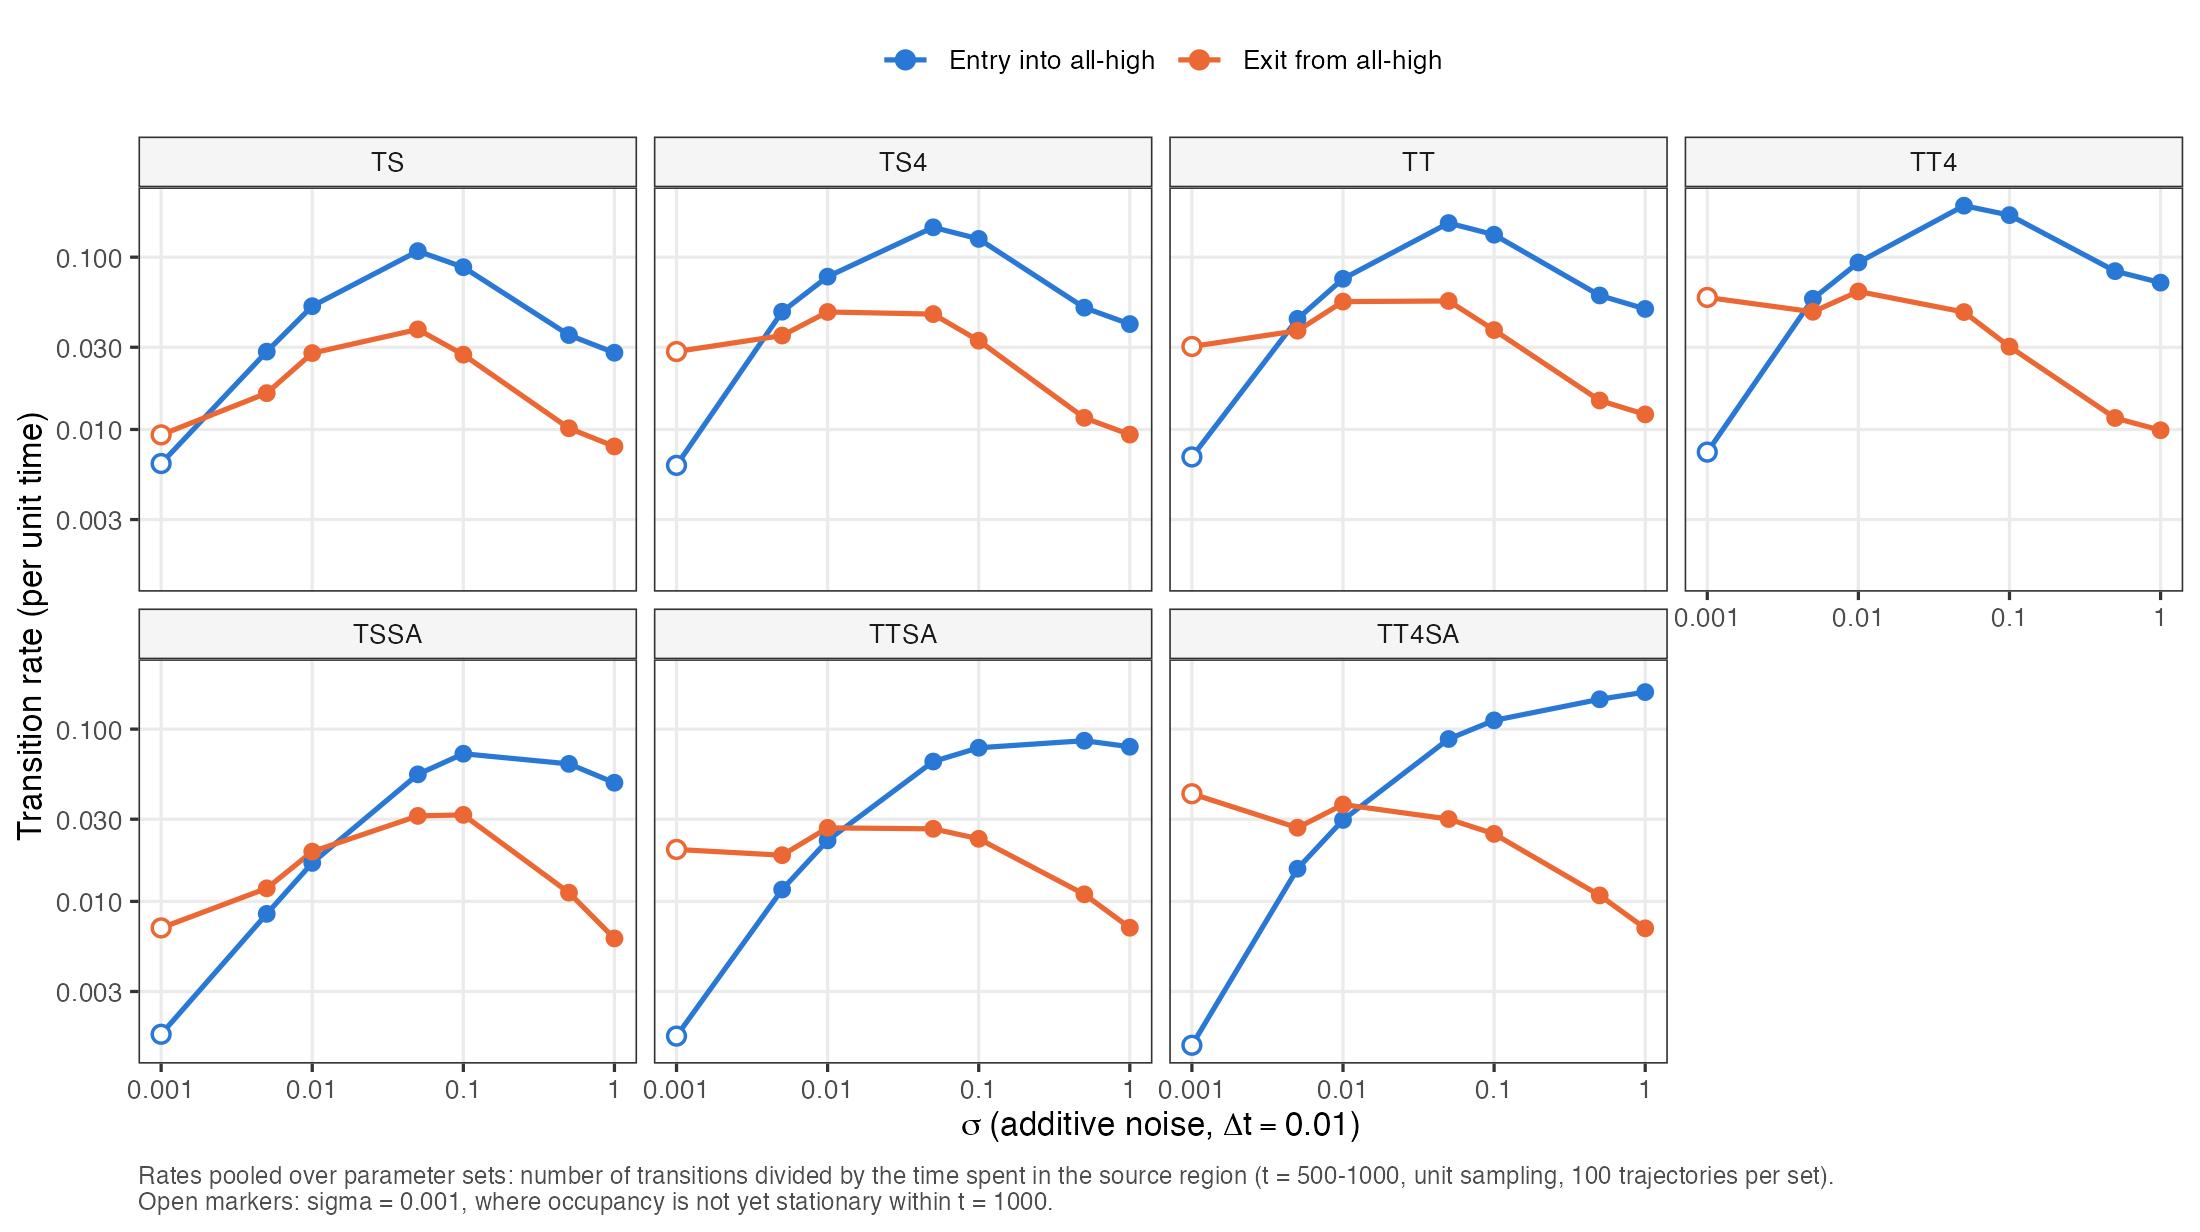 Entry into all-high Exit from all-high
TS TS4 TT TT4
Transition rate (per unit time)
0.100
0.030
0.010
0.003
0.001 0.01 0.1 1
TSSA TTSA TT4SA
0.100
0.030
0.010
0.003
0.001 0.01 0.1 1 0.001 0.01 0.1 1 0.001 0.01 0.1 1
σ (additive noise, Δt = 0.01)
Rates pooled over parameter sets: number of transitions divided by the time spent in the source region (t = 500-1000, unit sampling, 100 trajectories per set).
Open markers: sigma = 0.001, where occupancy is not yet stationary within t = 1000.